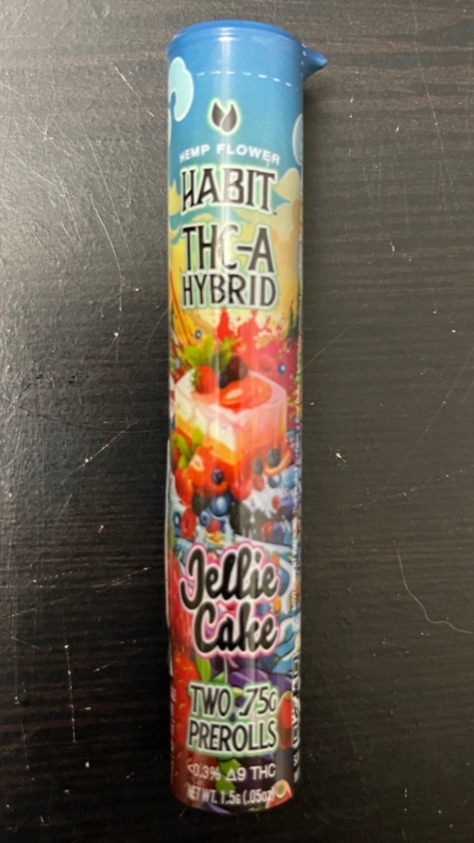 HEMP FLOWER
HABIT
THC-A
HYBRID
Jellie
Cake
TWO .75G
PREROLLS
<0.3% Δ9 THC
NET WT. 1.5G (.05oz)